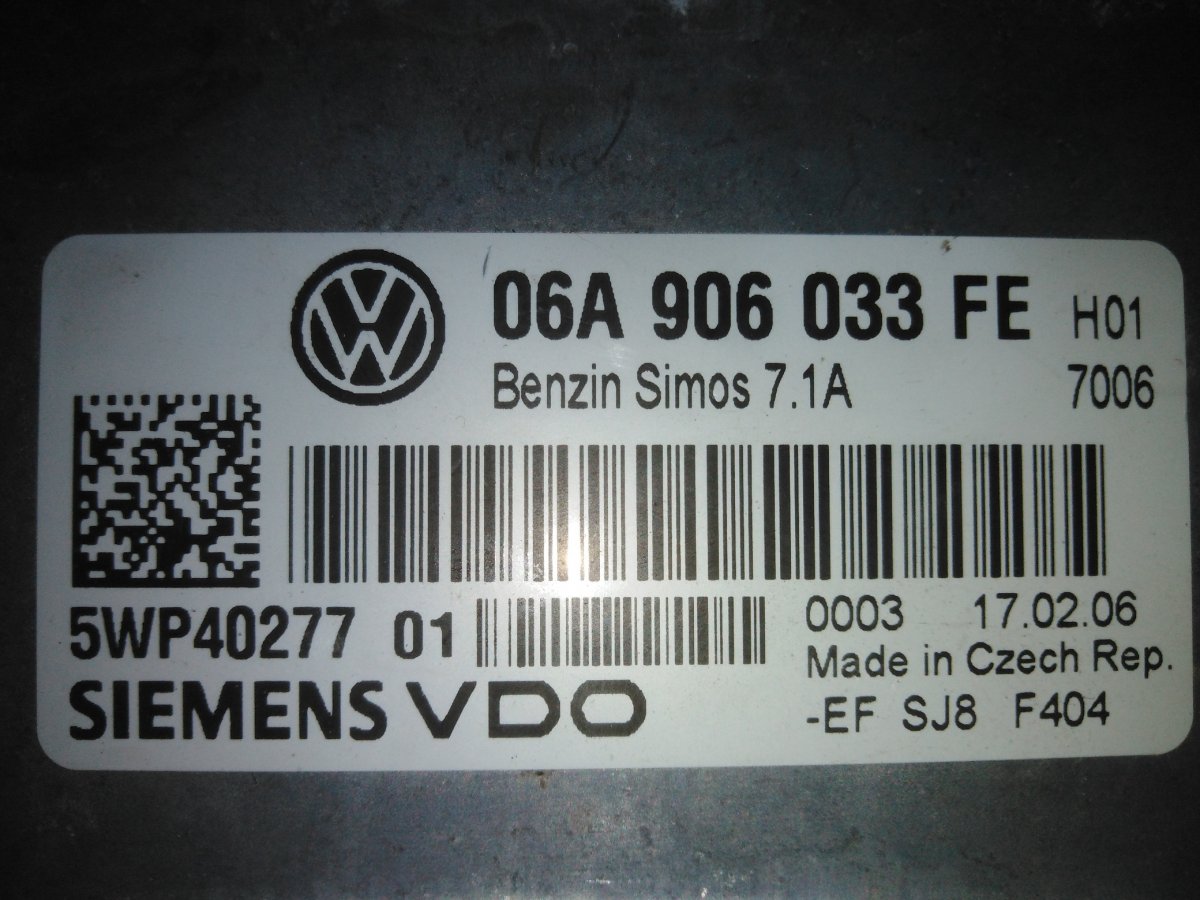 06A 906 033 FE H01
Benzin Simos 7.1A 7006
5WP40277 01
0003 17.02.06
Made in Czech Rep.
SIEMENS VDO
-EF SJ8 F404